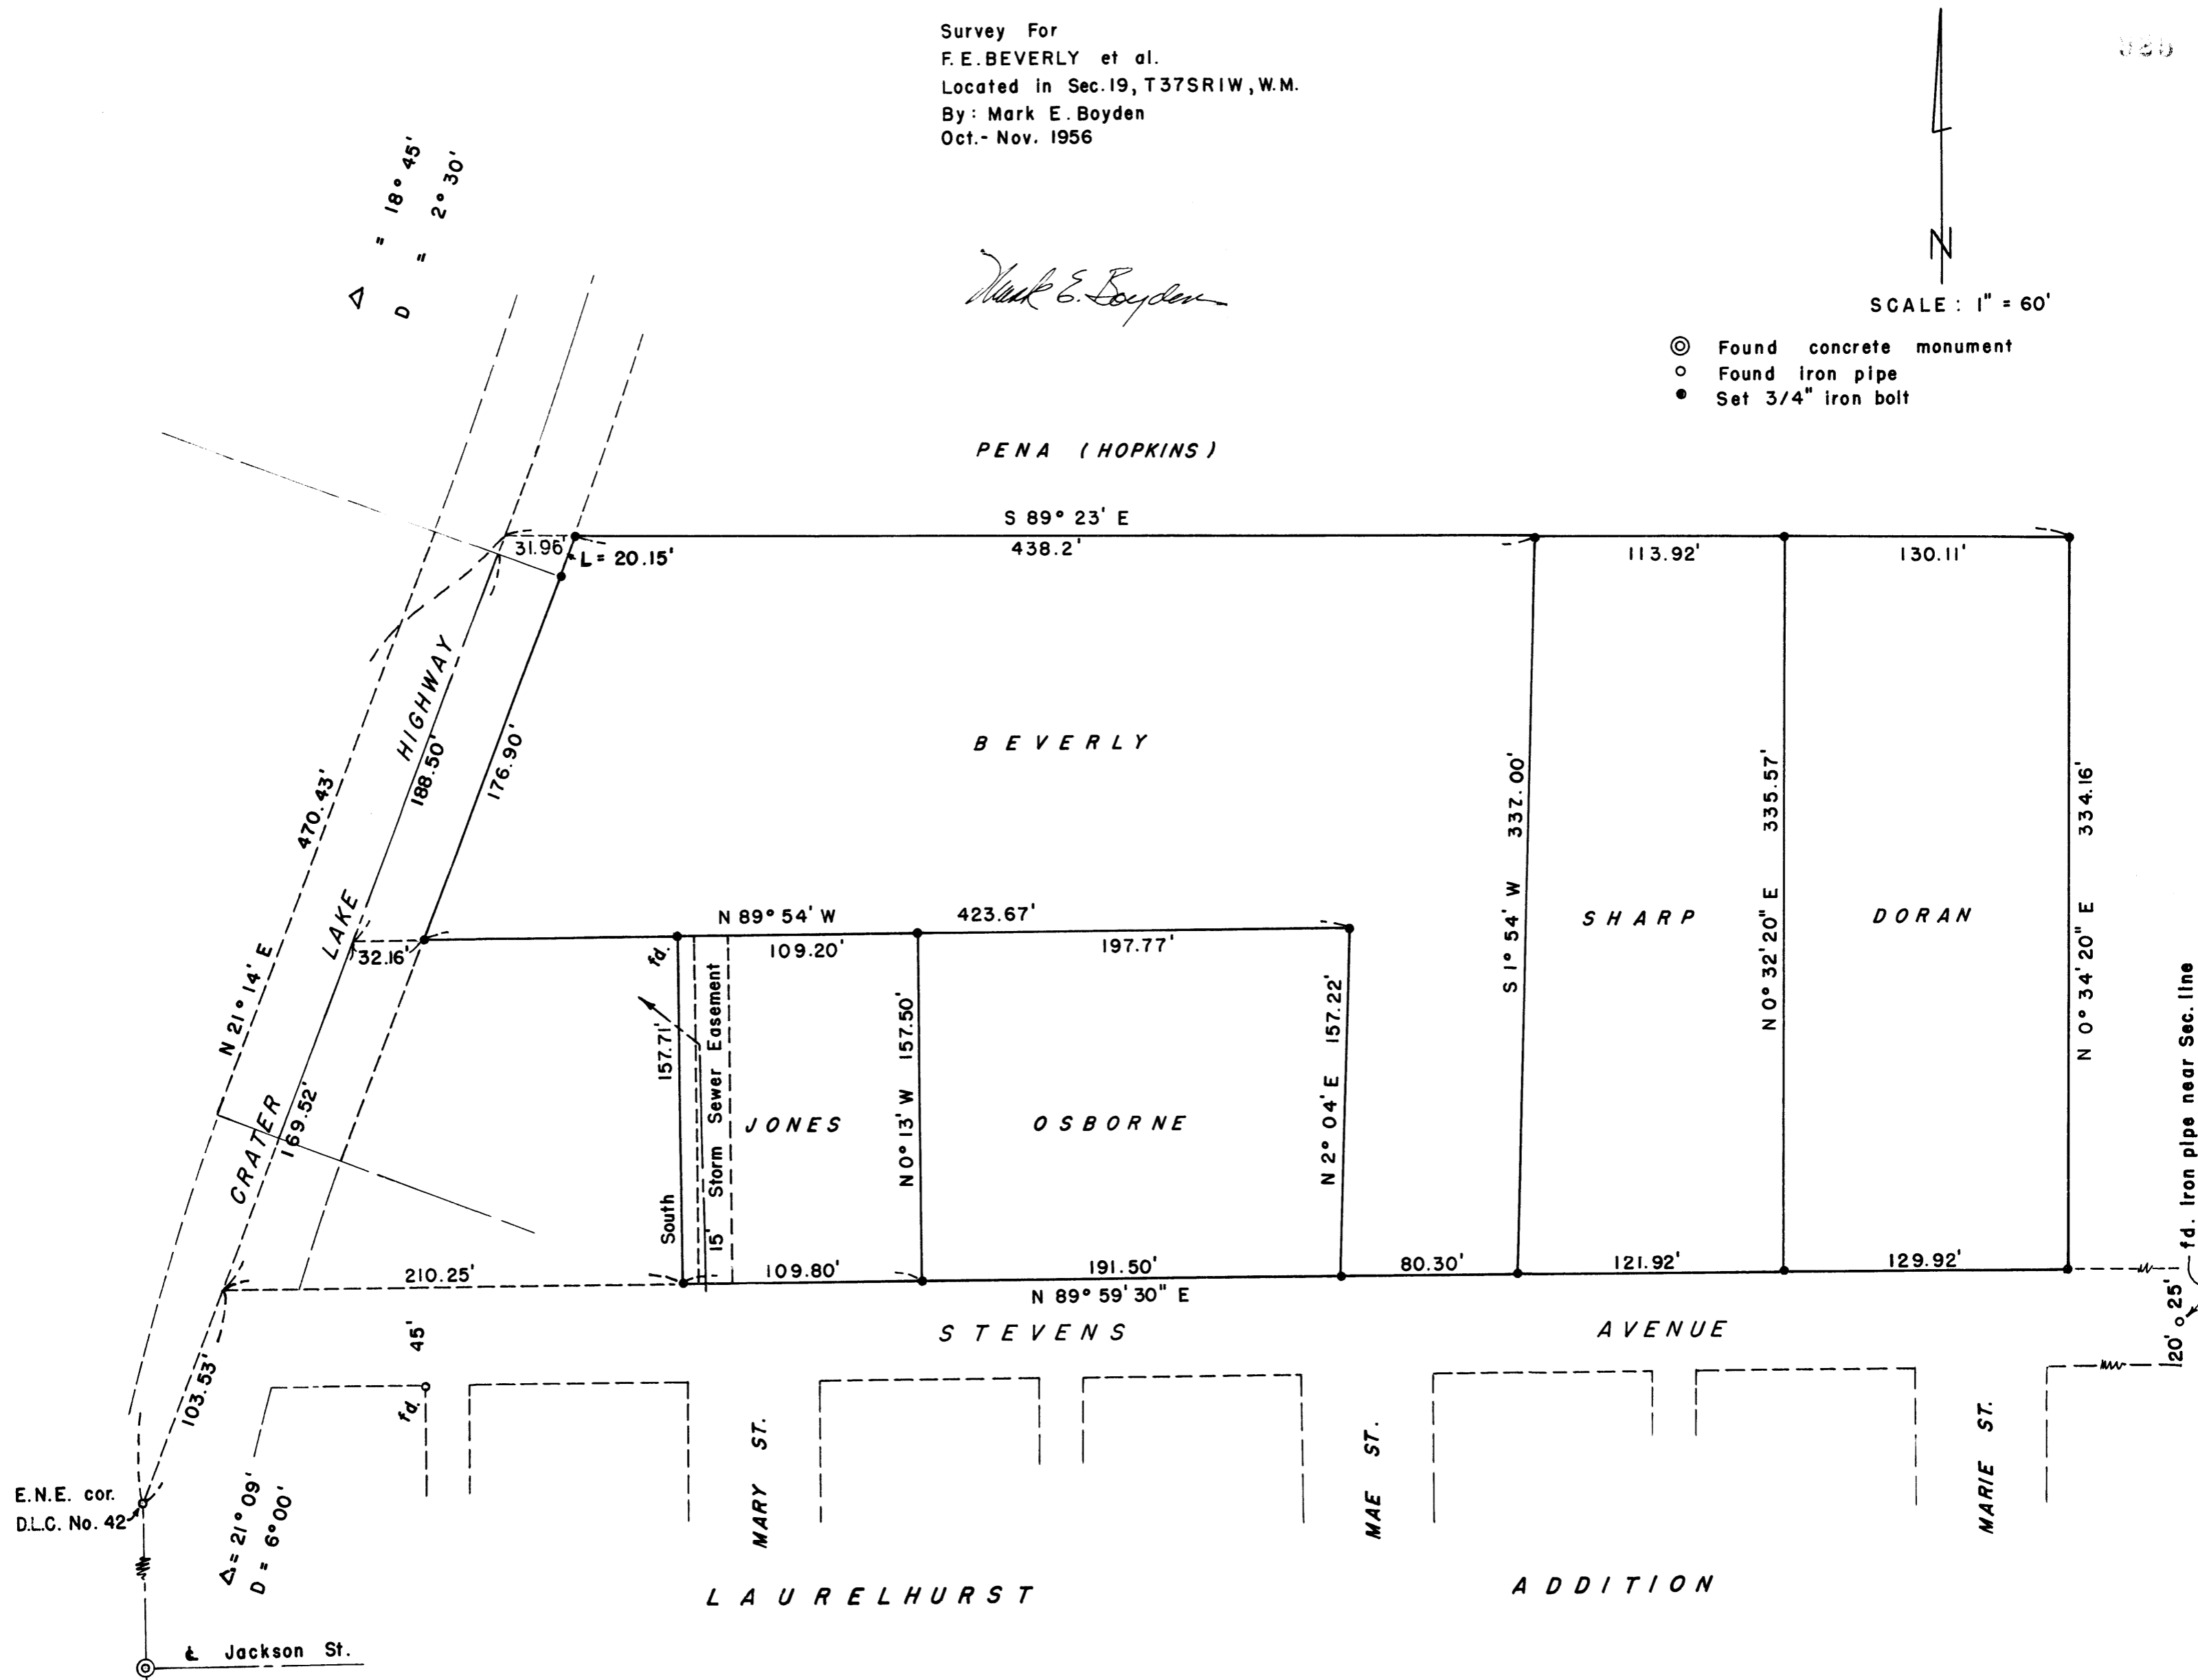 Survey For
F. E. BEVERLY et al.
Located in Sec. 19, T37SR1W, W.M.
By: Mark E. Boyden
Oct.- Nov. 1956
Mark E. Boyden
N
SCALE: 1" = 60'
Found concrete monument
Found iron pipe
Set 3/4" iron bolt
Δ " 18° 45'
D " 2° 30'
PENA (HOPKINS)
S 89° 23' E
31.96'
L = 20.15'
438.2'
113.92'
130.11'
CRATER LAKE HIGHWAY
470.43'
N 21° 14' E
188.50'
176.90'
169.52'
BEVERLY
S 1° 54' W 337.00'
SHARP
N 0° 32' 20" E 335.57'
DORAN
N 0° 34' 20" E 334.16'
N 89° 54' W 423.67'
32.16'
fd.
109.20'
197.77'
South 157.71'
15' Storm Sewer Easement
JONES
N 0° 13' W 157.50'
OSBORNE
N 2° 04' E 157.22'
210.25'
109.80'
191.50'
80.30'
121.92'
129.92'
N 89° 59' 30" E
fd. iron pipe near Sec. line
20' 25'
STEVENS AVENUE
45'
fd.
103.53'
E.N.E. cor.
D.L.C. No. 42
Δ = 21° 09'
D = 6° 00'
MARY ST.
MAE ST.
MARIE ST.
LAURELHURST ADDITION
℄ Jackson St.